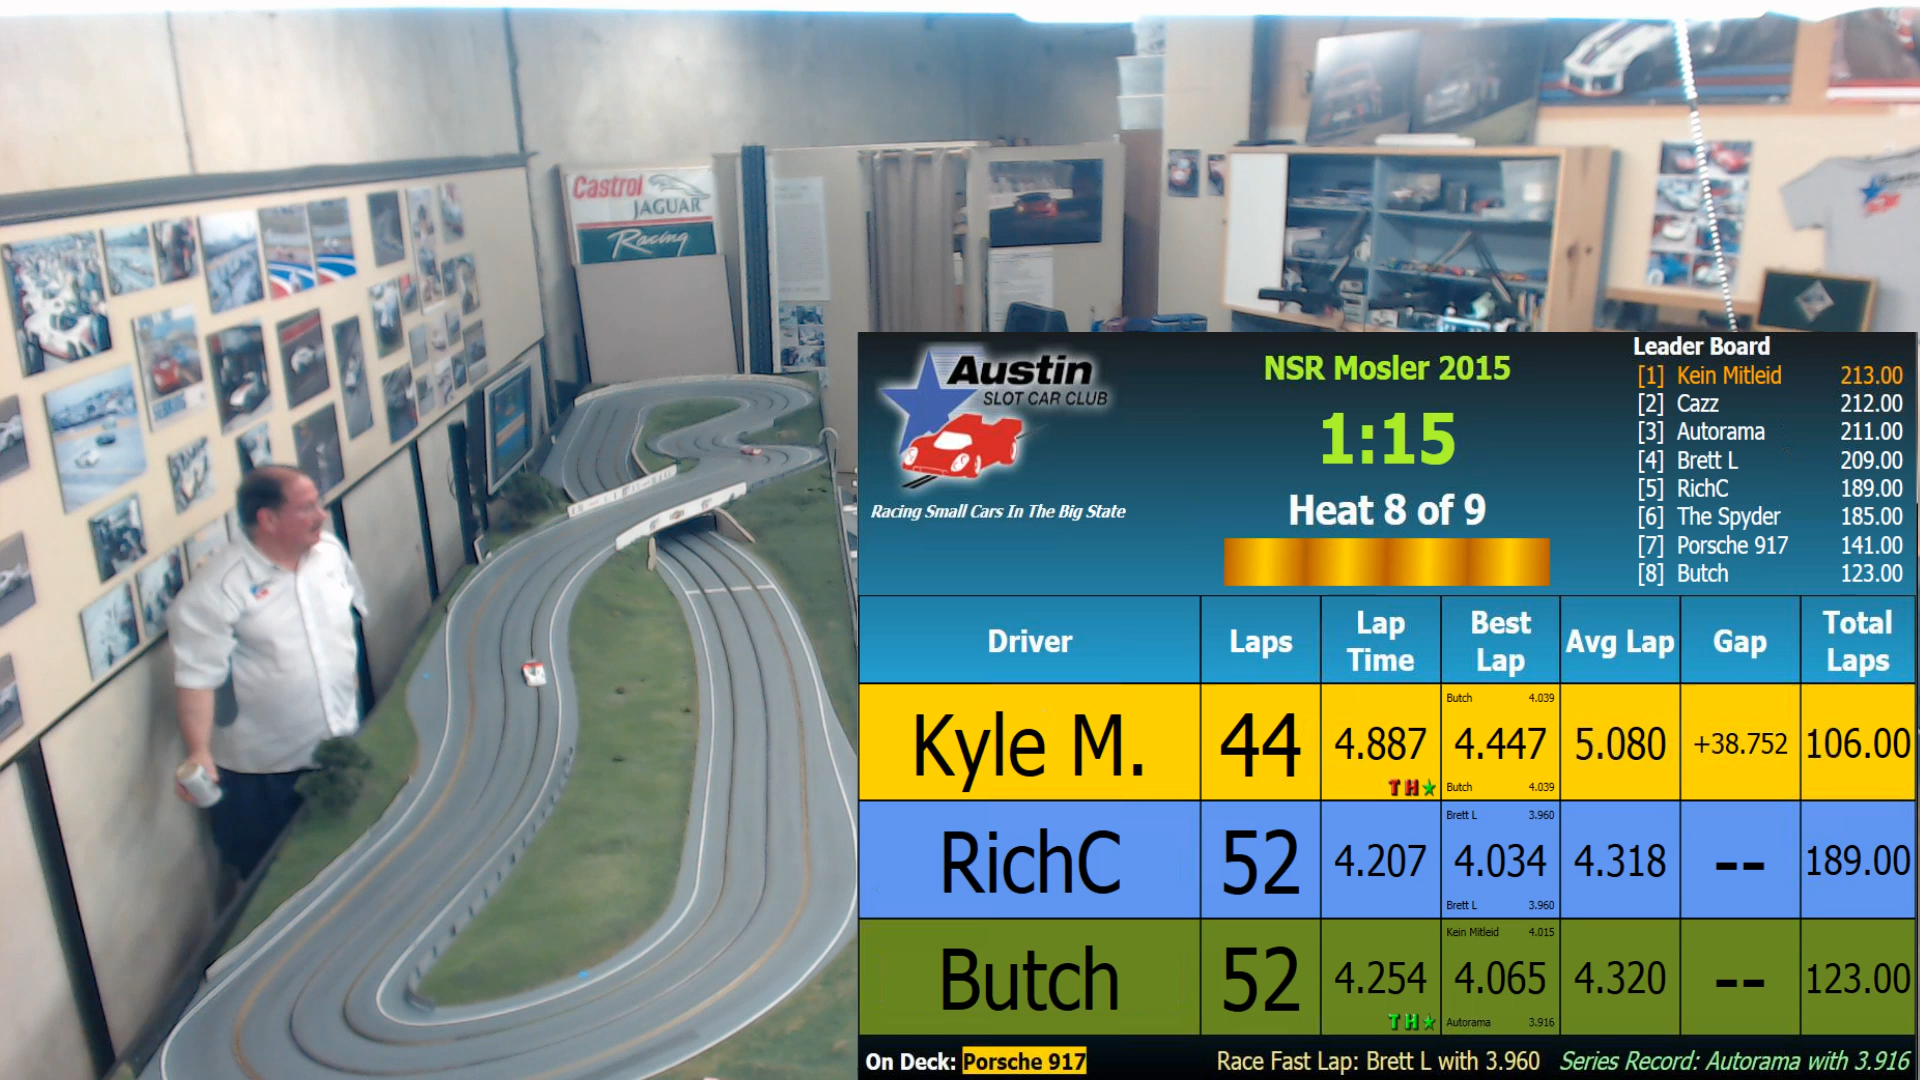 Castrol
JAGUAR
Racing
Austin
SLOT CAR CLUB
Racing Small Cars In The Big State
NSR Mosler 2015
1:15
Heat 8 of 9
Leader Board
[1] Kein Mitleid 213.00
[2] Cazz 212.00
[3] Autorama 211.00
[4] Brett L 209.00
[5] RichC 189.00
[6] The Spyder 185.00
[7] Porsche 917 141.00
[8] Butch 123.00
Driver Laps Lap Time Best Lap Avg Lap Gap Total Laps
Butch 4.039
Kyle M. 44 4.887 4.447 5.080 +38.752 106.00
T H ★ Butch 4.039
Brett L 3.960
RichC 52 4.207 4.034 4.318 -- 189.00
Brett L 3.960
Kein Mitleid 4.015
Butch 52 4.254 4.065 4.320 -- 123.00
T H ★ Autorama 3.916
On Deck: Porsche 917 Race Fast Lap: Brett L with 3.960 Series Record: Autorama with 3.916